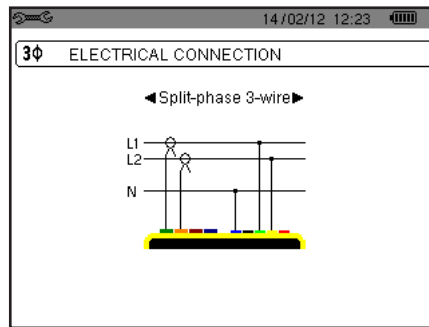 14/02/12 12:23
3ϕ ELECTRICAL CONNECTION
◄Split-phase 3-wire►
L1
L2
N